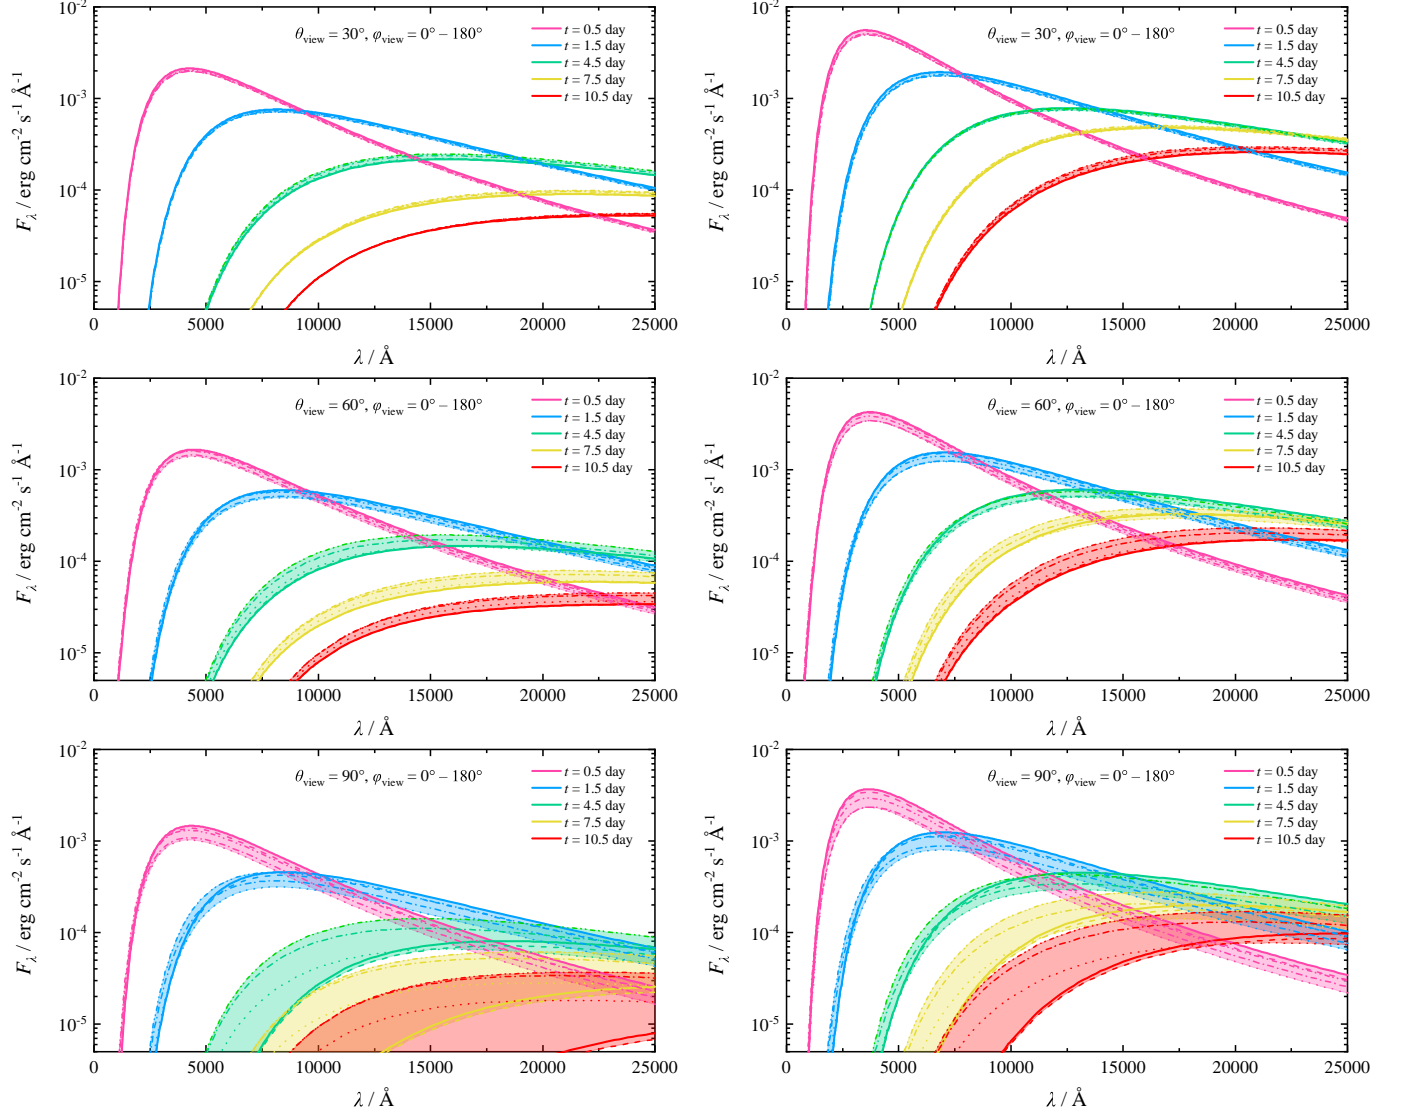 θview = 30°, φview = 0° – 180°
t = 0.5 day
t = 1.5 day
t = 4.5 day
t = 7.5 day
t = 10.5 day
10-2
10-3
10-4
10-5
Fλ / erg cm-2 s-1 Å-1
0 5000 10000 15000 20000 25000
λ / Å
θview = 30°, φview = 0° – 180°
t = 0.5 day
t = 1.5 day
t = 4.5 day
t = 7.5 day
t = 10.5 day
10-2
10-3
10-4
10-5
Fλ / erg cm-2 s-1 Å-1
0 5000 10000 15000 20000 25000
λ / Å
θview = 60°, φview = 0° – 180°
t = 0.5 day
t = 1.5 day
t = 4.5 day
t = 7.5 day
t = 10.5 day
10-2
10-3
10-4
10-5
Fλ / erg cm-2 s-1 Å-1
0 5000 10000 15000 20000 25000
λ / Å
θview = 60°, φview = 0° – 180°
t = 0.5 day
t = 1.5 day
t = 4.5 day
t = 7.5 day
t = 10.5 day
10-2
10-3
10-4
10-5
Fλ / erg cm-2 s-1 Å-1
0 5000 10000 15000 20000 25000
λ / Å
θview = 90°, φview = 0° – 180°
t = 0.5 day
t = 1.5 day
t = 4.5 day
t = 7.5 day
t = 10.5 day
10-2
10-3
10-4
10-5
Fλ / erg cm-2 s-1 Å-1
0 5000 10000 15000 20000 25000
λ / Å
θview = 90°, φview = 0° – 180°
t = 0.5 day
t = 1.5 day
t = 4.5 day
t = 7.5 day
t = 10.5 day
10-2
10-3
10-4
10-5
Fλ / erg cm-2 s-1 Å-1
0 5000 10000 15000 20000 25000
λ / Å